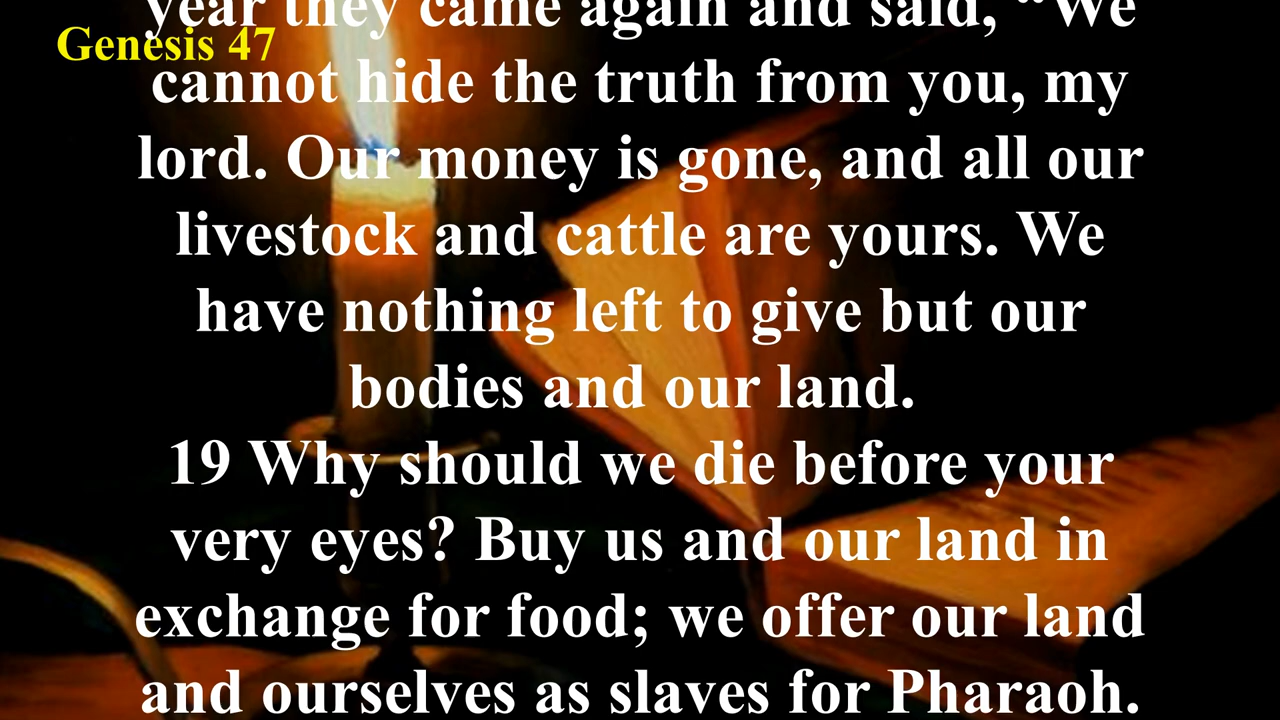 year they came again and said, “We
Genesis 47
cannot hide the truth from you, my
lord. Our money is gone, and all our
livestock and cattle are yours. We
have nothing left to give but our
bodies and our land.
19 Why should we die before your
very eyes? Buy us and our land in
exchange for food; we offer our land
and ourselves as slaves for Pharaoh.